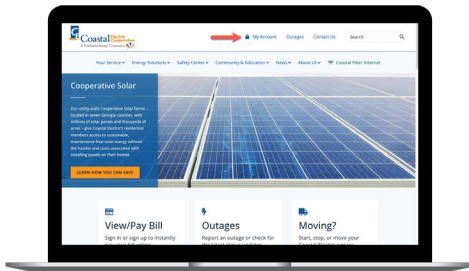 Coastal Electric Cooperative
A Touchstone Energy® Cooperative
My Account Outages Contact Us Search
Your Service Energy Solutions Safety Center Community & Education News About Us Coastal Fiber Internet
Cooperative Solar
Our utility-scale Cooperative Solar farms -
located in seven Georgia counties, with
millions of solar panels and thousands of
acres - give Coastal Electric's residential
members access to sustainable,
maintenance-free solar energy without
the hassles and costs associated with
installing panels on their homes
LEARN HOW YOU CAN SAVE
View/Pay Bill
Sign in or sign up to instantly
Outages
Report an outage or check for
Moving?
Start, stop, or move your